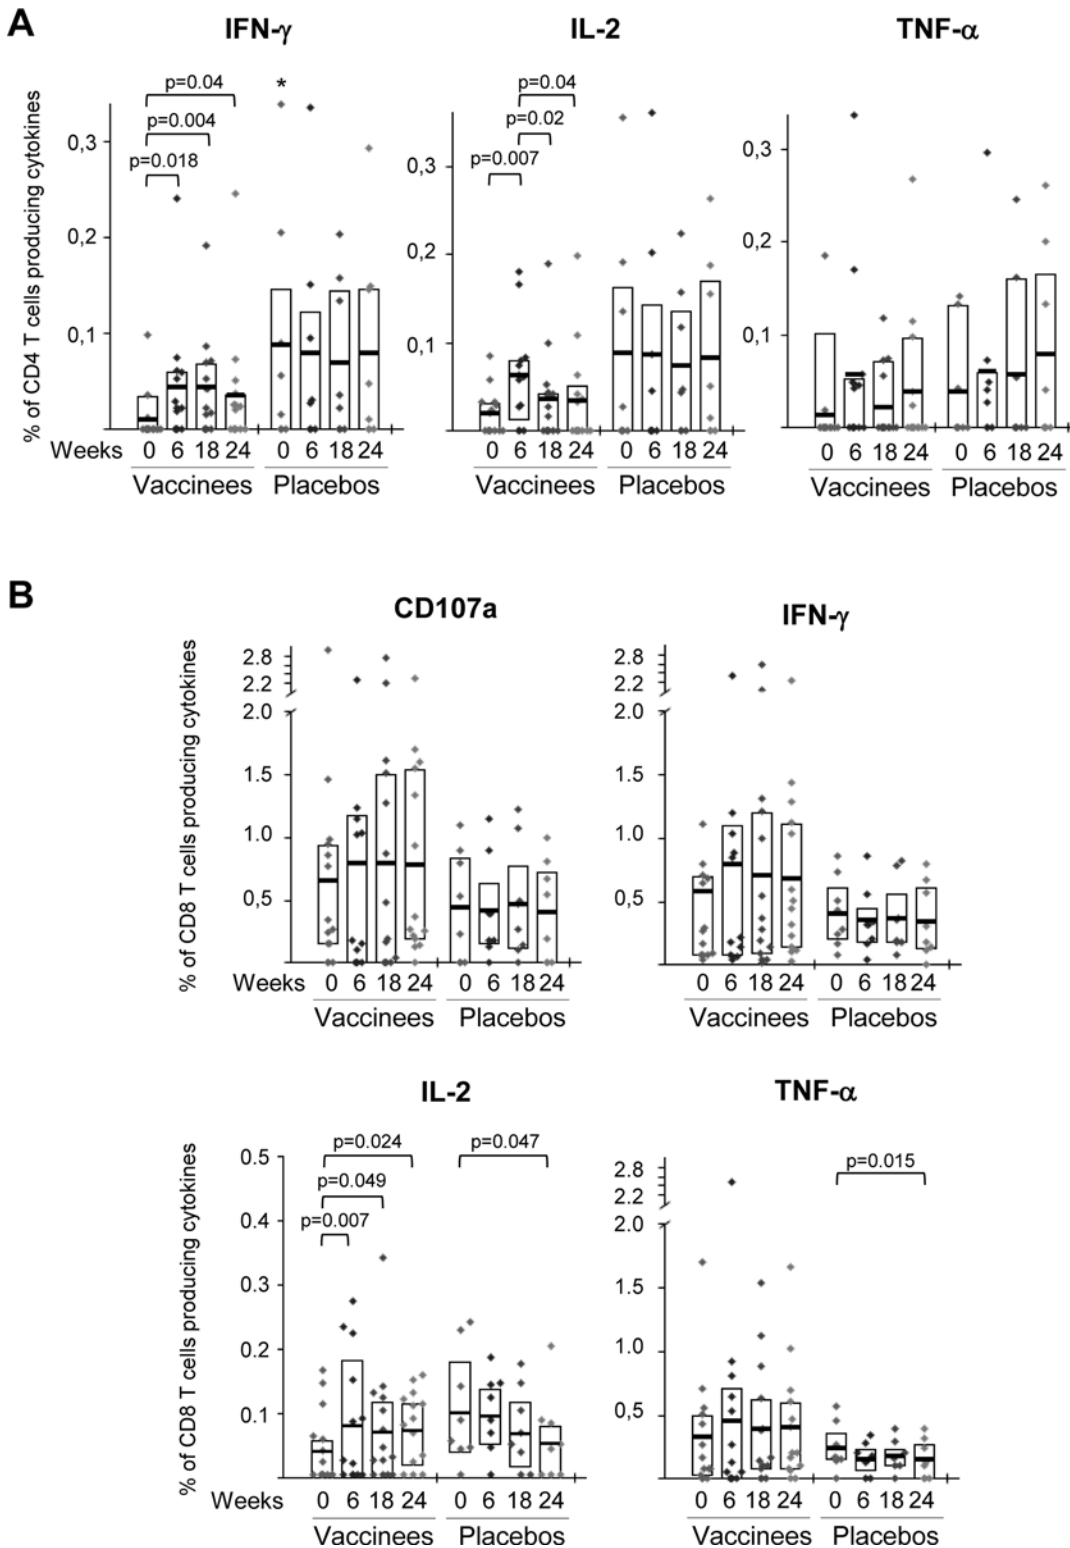 A
IFN-γ IL-2 TNF-α
% of CD4 T cells producing cytokines
p=0.04 *
p=0.004
p=0.018
0,3
0,2
0,1
p=0.04
p=0.02
p=0.007
0,3
0,2
0,1
0,3
0,2
0,1
Weeks 0 6 18 24 0 6 18 24 0 6 18 24 0 6 18 24 0 6 18 24 0 6 18 24
Vaccinees Placebos Vaccinees Placebos Vaccinees Placebos
B
CD107a IFN-γ
% of CD8 T cells producing cytokines
2.8
2.2
2.0
1.5
1.0
0,5
2.8
2.2
2.0
1.5
1.0
0.5
Weeks 0 6 18 24 0 6 18 24 0 6 18 24 0 6 18 24
Vaccinees Placebos Vaccinees Placebos
IL-2 TNF-α
% of CD8 T cells producing cytokines
p=0.024 p=0.047
p=0.049
p=0.007
0.5
0.4
0.3
0.2
0.1
p=0.015
2.8
2.2
2.0
1.5
1.0
0,5
Weeks 0 6 18 24 0 6 18 24 0 6 18 24 0 6 18 24
Vaccinees Placebos Vaccinees Placebos